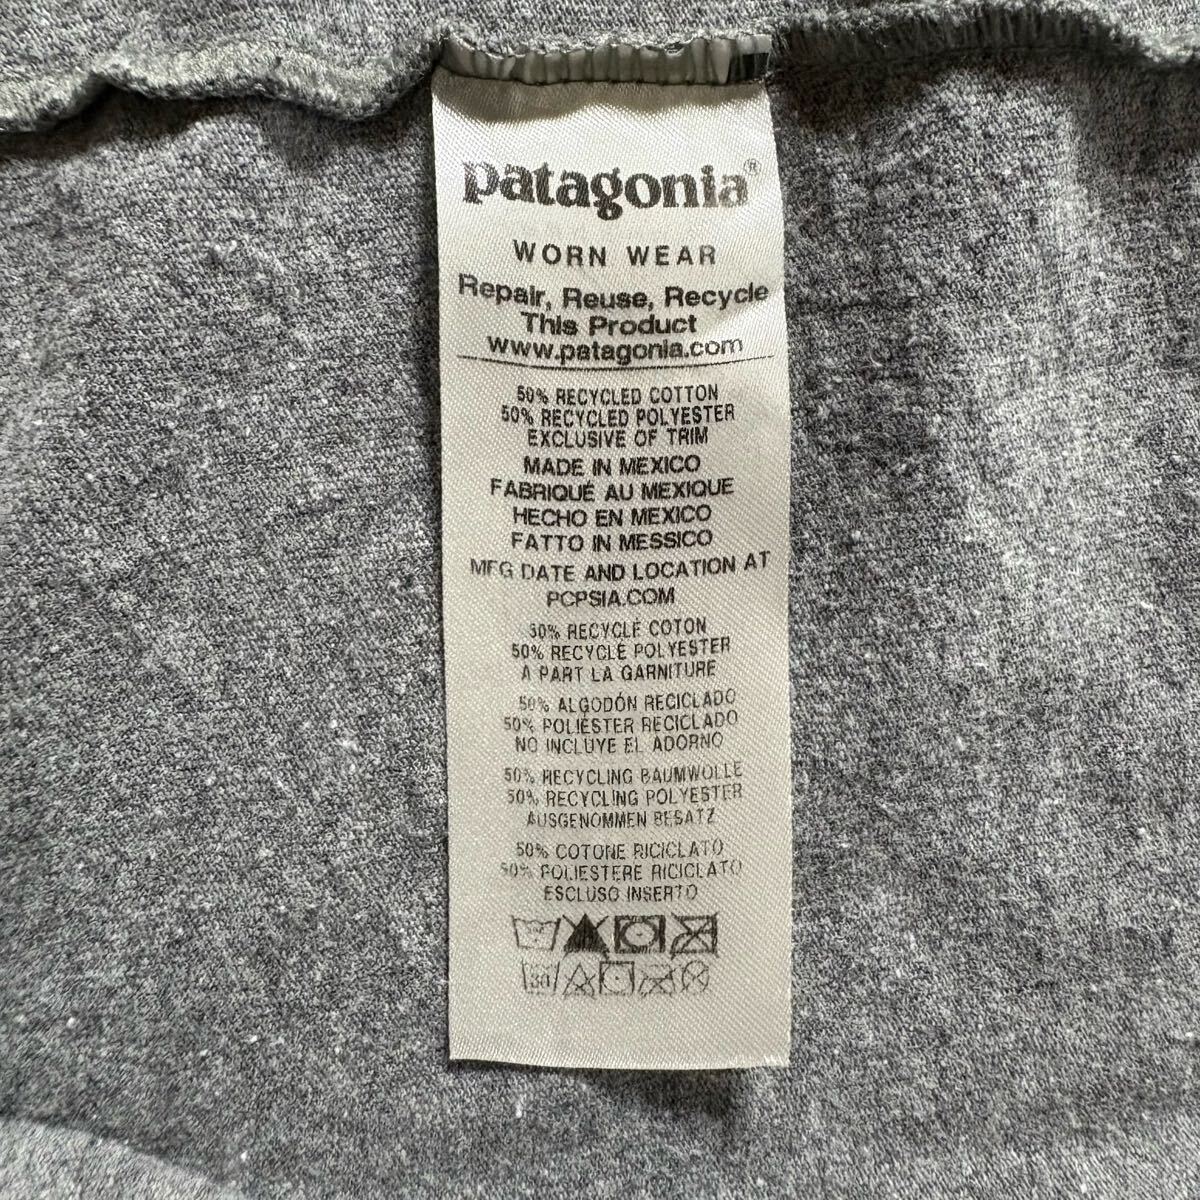 patagonia®
WORN WEAR
Repair, Reuse, Recycle
This Product
www.patagonia.com
50% RECYCLED COTTON
50% RECYCLED POLYESTER
EXCLUSIVE OF TRIM
MADE IN MEXICO
FABRIQUÉ AU MEXIQUE
HECHO EN MEXICO
FATTO IN MESSICO
MFG DATE AND LOCATION AT
PCPSIA.COM
50% RECYCLÉ COTON
50% RECYCLÉ POLYESTER
A PART LA GARNITURE
50% ALGODÓN RECICLADO
50% POLIÉSTER RECICLADO
NO INCLUYE EL ADORNO
50% RECYCLING BAUMWOLLE
50% RECYCLING POLYESTER
AUSGENOMMEN BESATZ
50% COTONE RICICLATO
50% POLIESTERE RICICLATO
ESCLUSO INSERTO
30